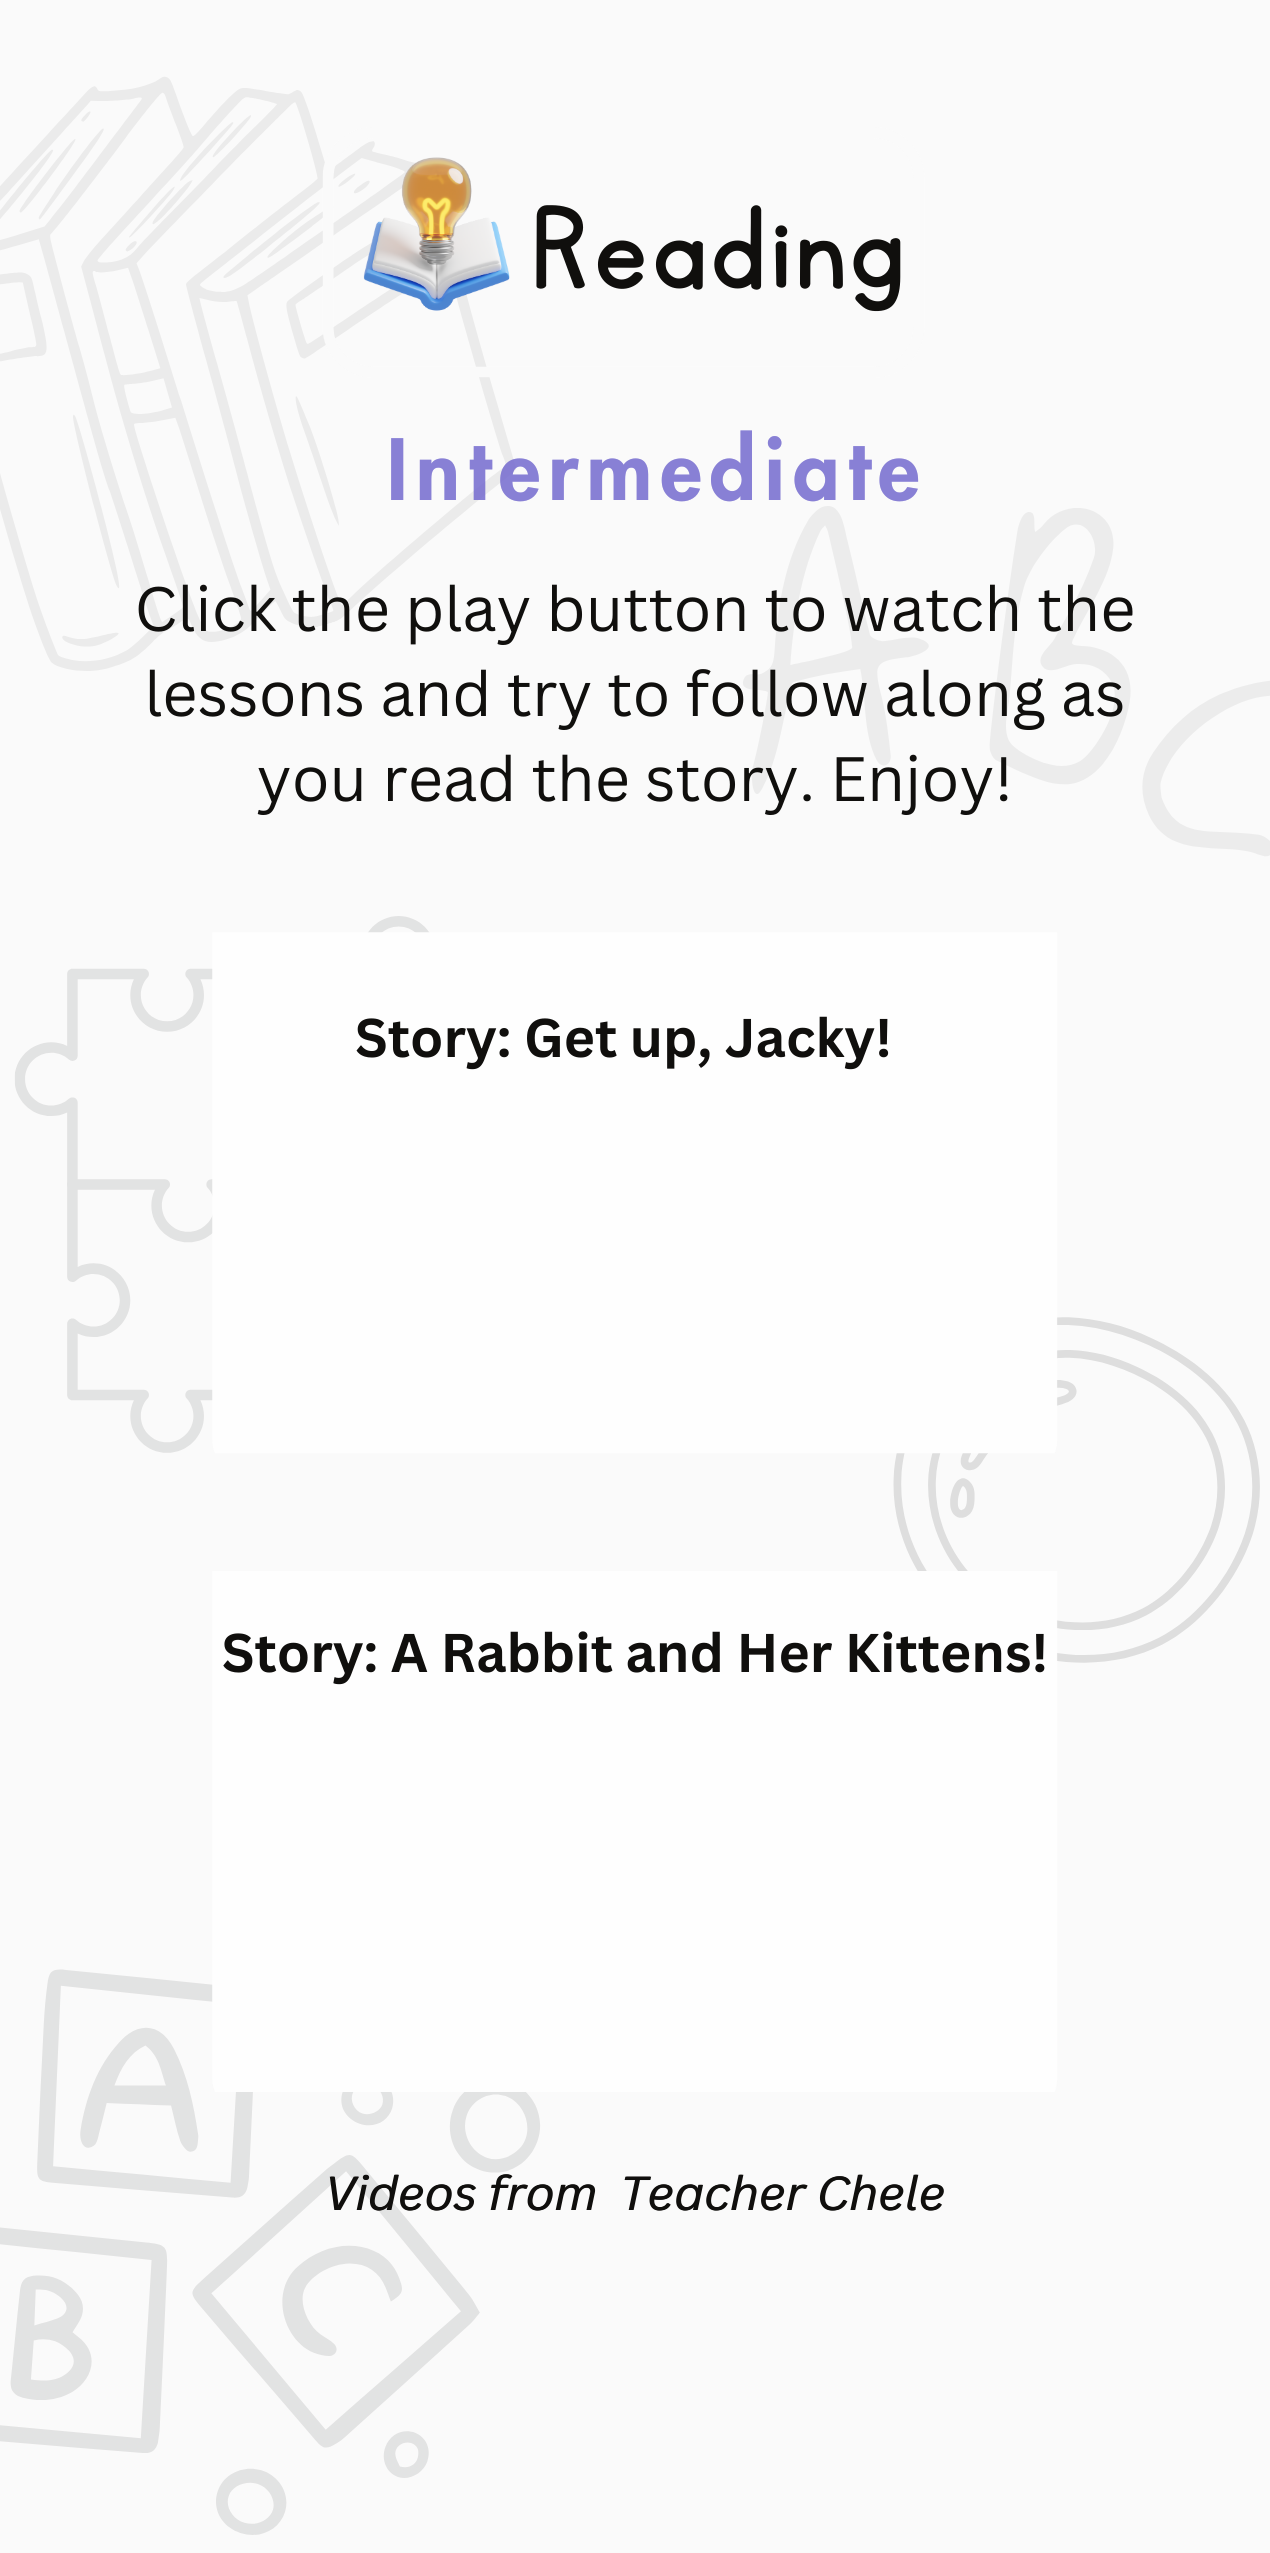 Reading
Intermediate
Click the play button to watch the
lessons and try to follow along as
you read the story. Enjoy!
A B
Story: Get up, Jacky!
Story: A Rabbit and Her Kittens!
A
Videos from  Teacher Chele
B
C